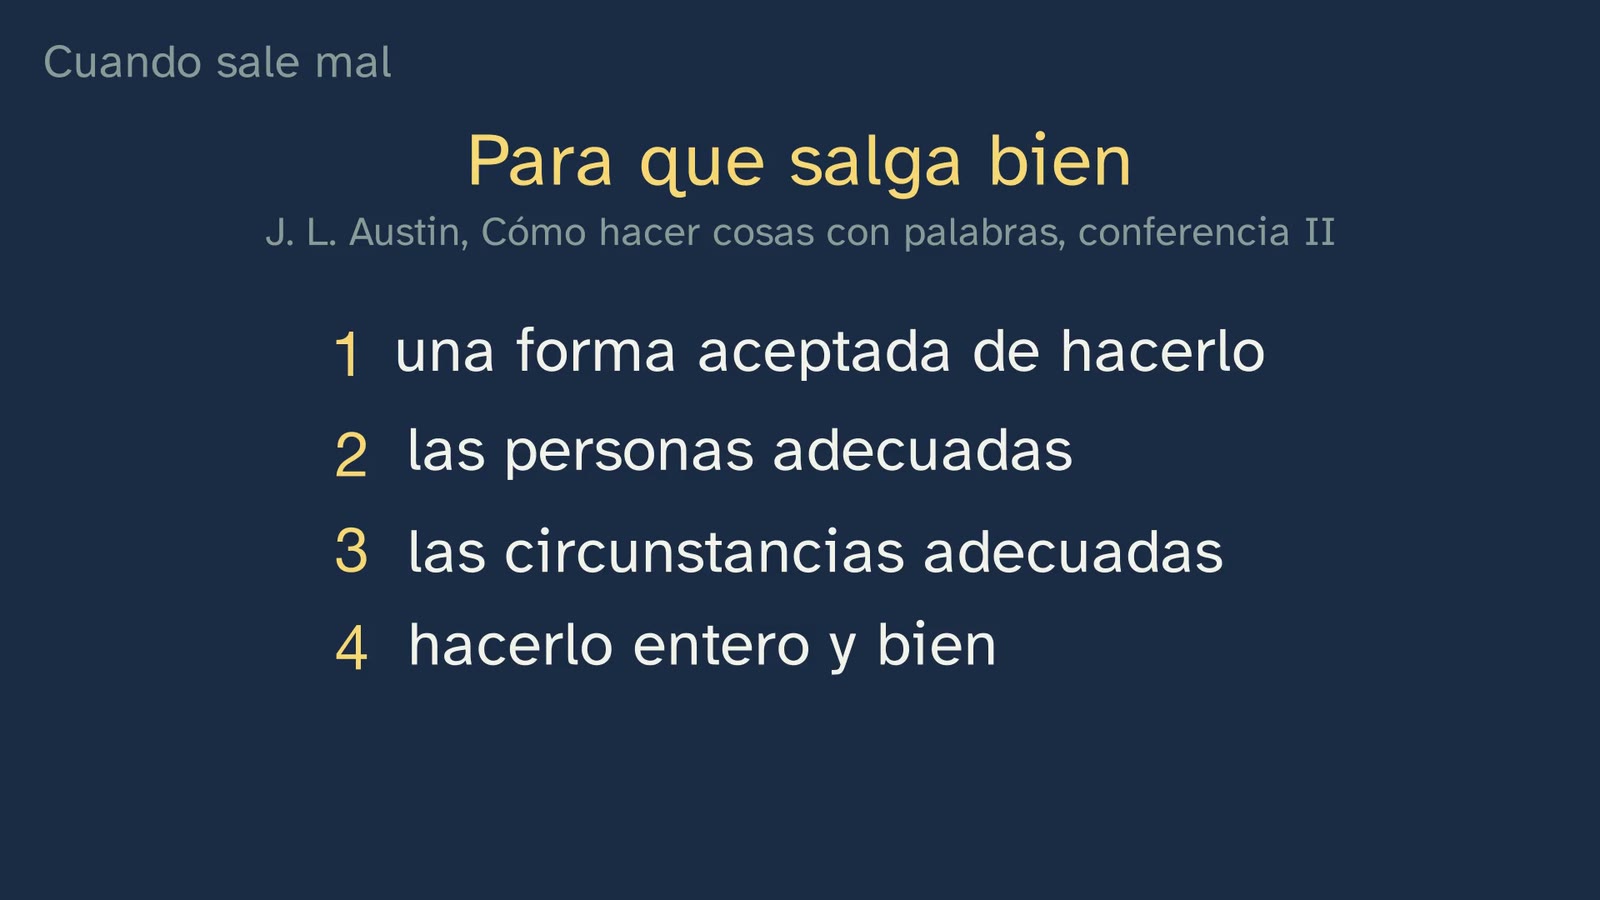 Cuando sale mal
Para que salga bien
J. L. Austin, Cómo hacer cosas con palabras, conferencia II
1 una forma aceptada de hacerlo
2 las personas adecuadas
3 las circunstancias adecuadas
4 hacerlo entero y bien